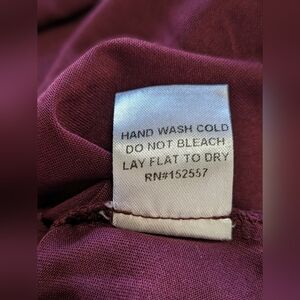 HAND WASH COLD
DO NOT BLEACH
LAY FLAT TO DRY
RN#152557